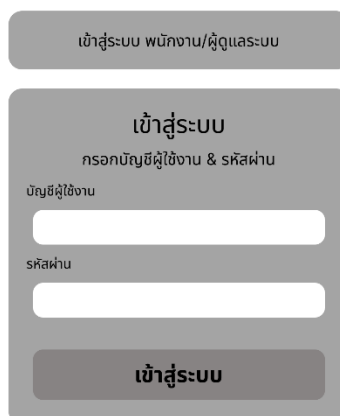 เข้าสู่ระบบ พนักงาน/ผู้ดูแลระบบ
เข้าสู่ระบบ
กรอกบัญชีผู้ใช้งาน & รหัสผ่าน
บัญชีผู้ใช้งาน
รหัสผ่าน
เข้าสู่ระบบ